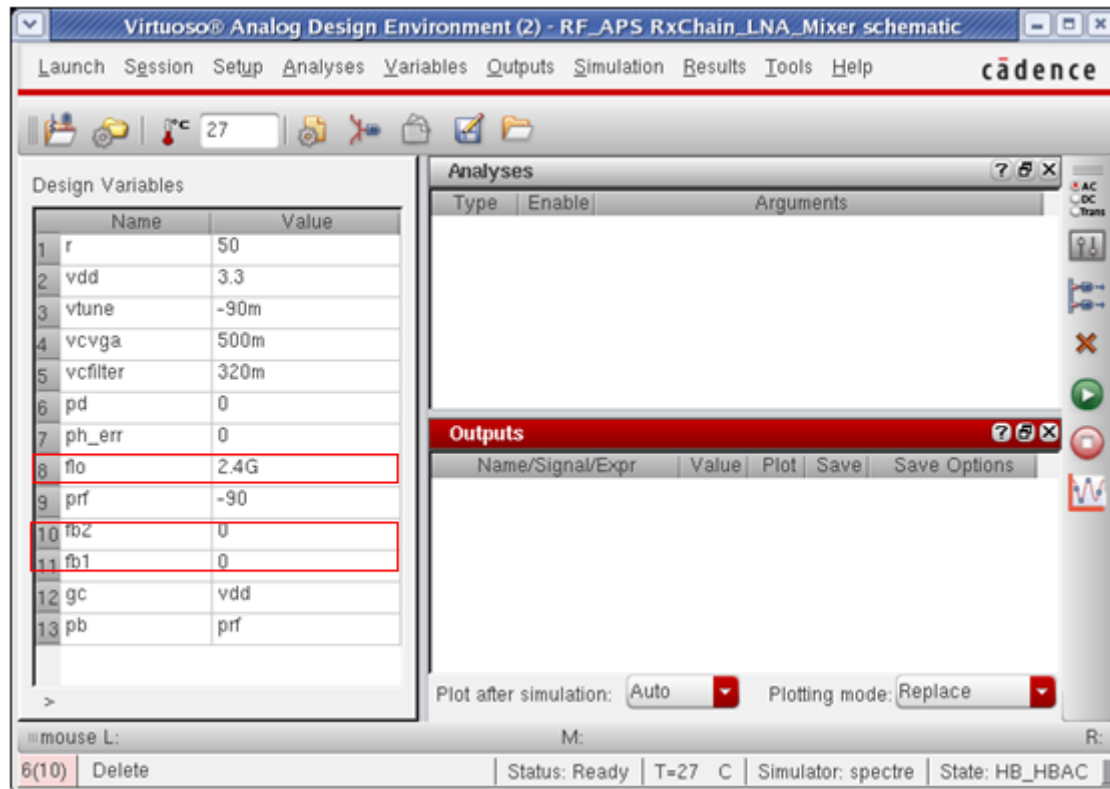 Virtuoso® Analog Design Environment (2) - RF_APS RxChain_LNA_Mixer schematic
Launch Session Setup Analyses Variables Outputs Simulation Results Tools Help cādence
°C 27
Design Variables
Name Value
1 r 50
2 vdd 3.3
3 vtune -90m
4 vcvga 500m
5 vcfilter 320m
6 pd 0
7 ph_err 0
8 flo 2.4G
9 prf -90
10 fb2 0
11 fb1 0
12 gc vdd
13 pb prf
>
Analyses
Type Enable Arguments
AC
DC
Trans
Outputs
Name/Signal/Expr Value Plot Save Save Options
Plot after simulation: Auto Plotting mode: Replace
mouse L: M: R:
6(10) Delete Status: Ready T=27 C Simulator: spectre State: HB_HBAC